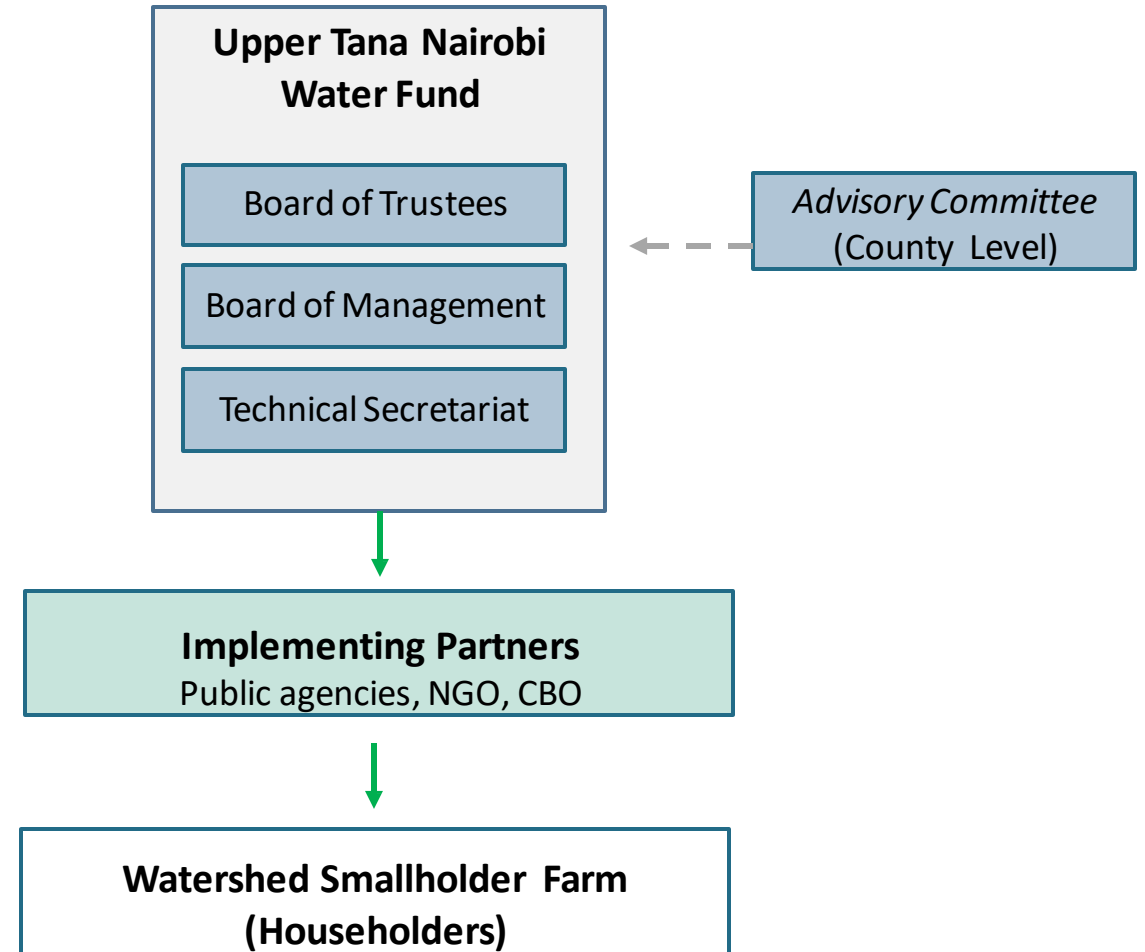 Upper Tana Nairobi
Water Fund
Board of Trustees
Board of Management
Technical Secretariat
Advisory Committee
(County Level)
Implementing Partners
Public agencies, NGO, CBO
Watershed Smallholder Farm
(Householders)